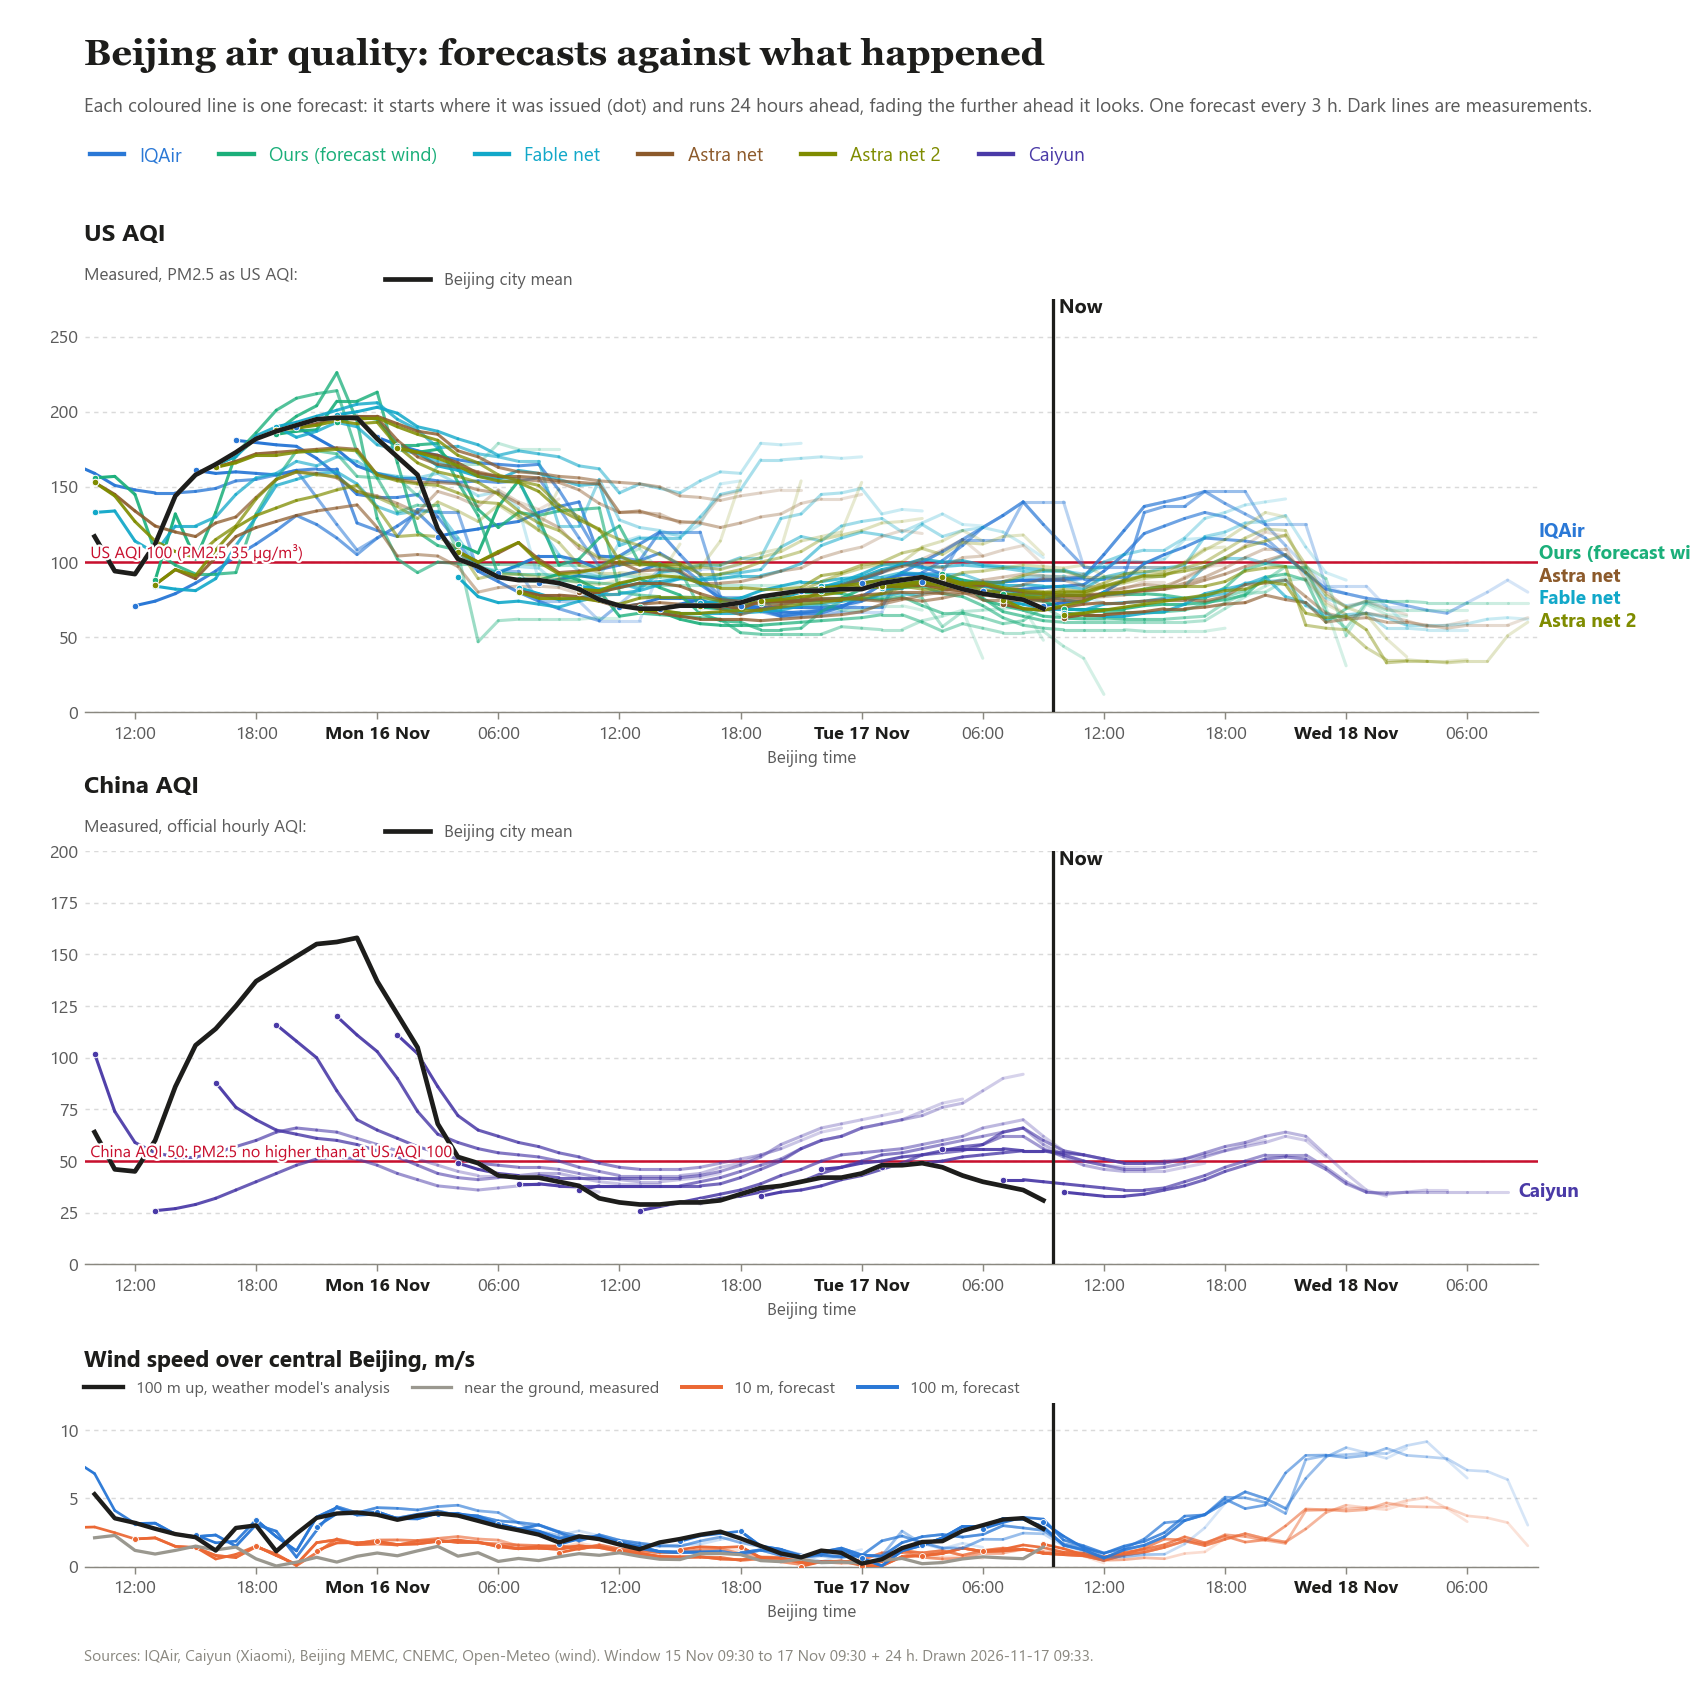 Beijing air quality: forecasts against what happened
Each coloured line is one forecast: it starts where it was issued (dot) and runs 24 hours ahead, fading the further ahead it looks. One forecast every 3 h. Dark lines are measurements.
IQAir Ours (forecast wind) Fable net Astra net Astra net 2 Caiyun
US AQI
Measured, PM2.5 as US AQI: Beijing city mean
Now
250
200
150
100
50
0
US AQI 100 (PM2.5 35 µg/m³)
IQAir
Ours (forecast wi
Astra net
Fable net
Astra net 2
12:00 18:00 Mon 16 Nov 06:00 12:00 18:00 Tue 17 Nov 06:00 12:00 18:00 Wed 18 Nov 06:00
Beijing time
China AQI
Measured, official hourly AQI: Beijing city mean
Now
200
175
150
125
100
75
50
25
0
China AQI 50: PM2.5 no higher than at US AQI 100
Caiyun
12:00 18:00 Mon 16 Nov 06:00 12:00 18:00 Tue 17 Nov 06:00 12:00 18:00 Wed 18 Nov 06:00
Beijing time
Wind speed over central Beijing, m/s
100 m up, weather model's analysis near the ground, measured 10 m, forecast 100 m, forecast
10
5
0
12:00 18:00 Mon 16 Nov 06:00 12:00 18:00 Tue 17 Nov 06:00 12:00 18:00 Wed 18 Nov 06:00
Beijing time
Sources: IQAir, Caiyun (Xiaomi), Beijing MEMC, CNEMC, Open-Meteo (wind). Window 15 Nov 09:30 to 17 Nov 09:30 + 24 h. Drawn 2026-11-17 09:33.